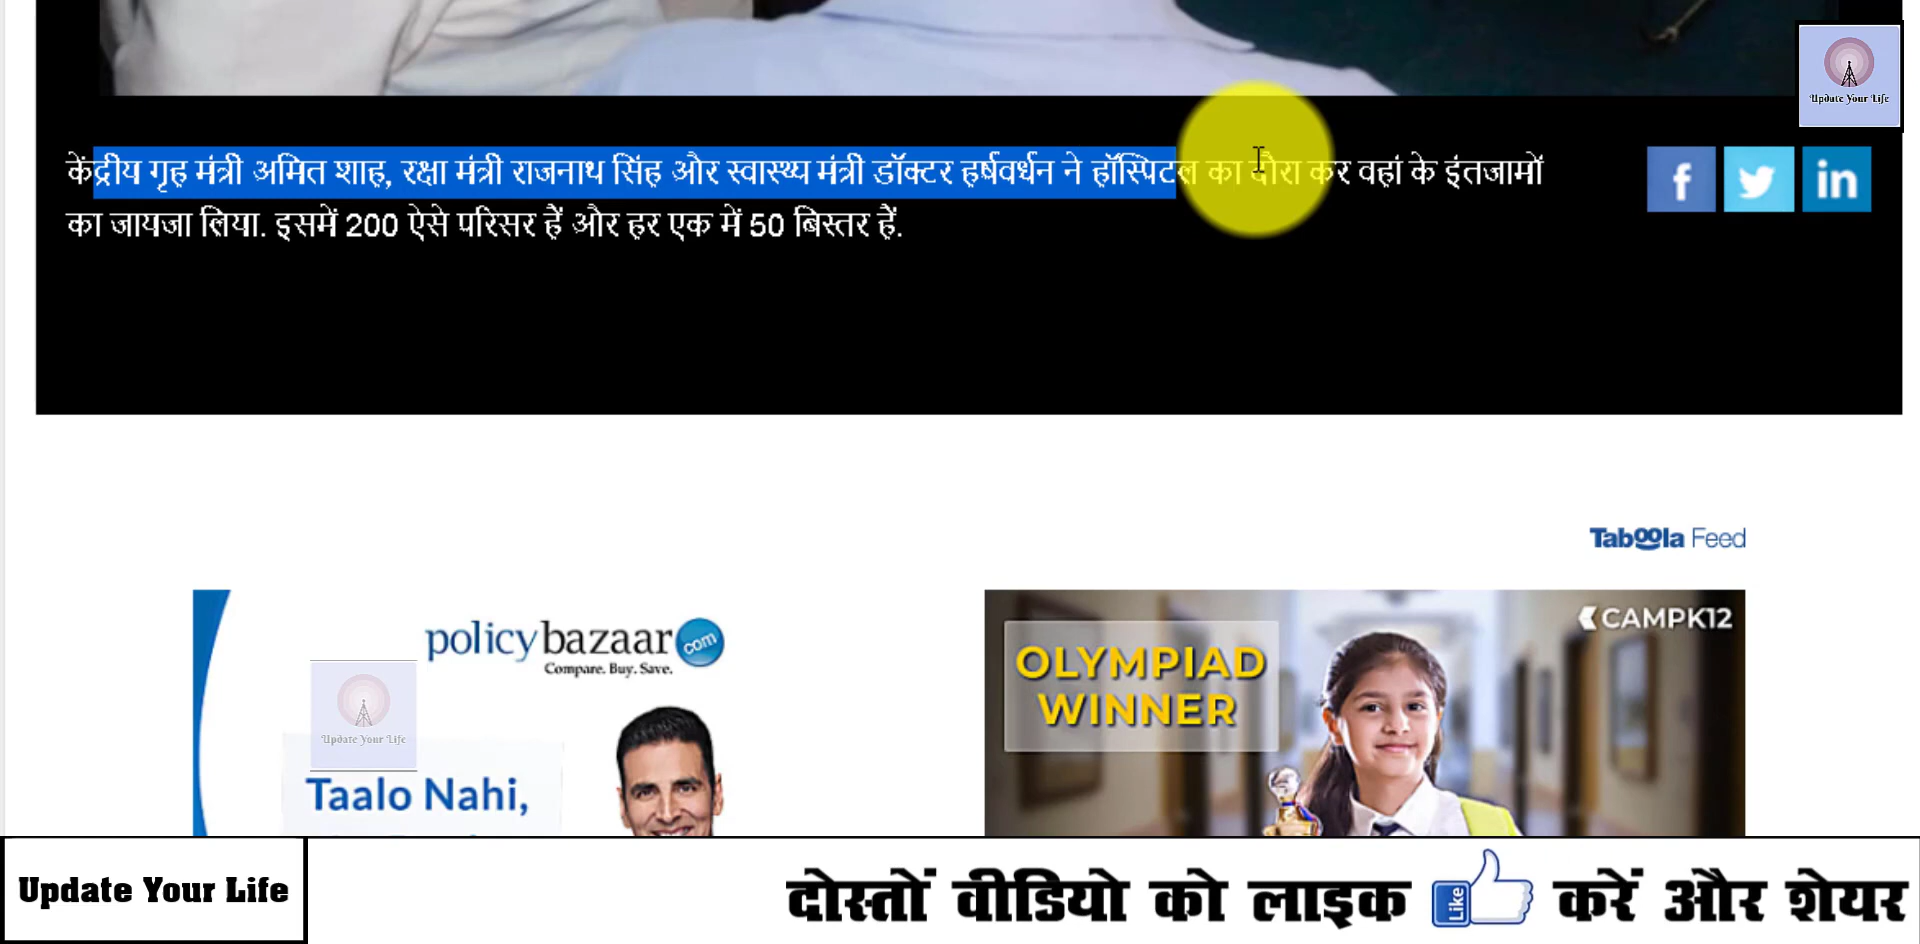 Update Your Life
केंद्रीय गृह मंत्री अमित शाह, रक्षा मंत्री राजनाथ सिंह और स्वास्थ्य मंत्री डॉक्टर हर्षवर्धन ने हॉस्पिटल का दौरा कर वहां के इंतजामों
का जायजा लिया. इसमें 200 ऐसे परिसर हैं और हर एक में 50 बिस्तर हैं.
f
in
Taboola Feed
policybazaar com
Compare. Buy. Save.
Update Your Life
Taalo Nahi,
CAMPK12
OLYMPIAD
WINNER
Update Your Life
दोस्तों वीडियो को लाइक Like करें और शेयर